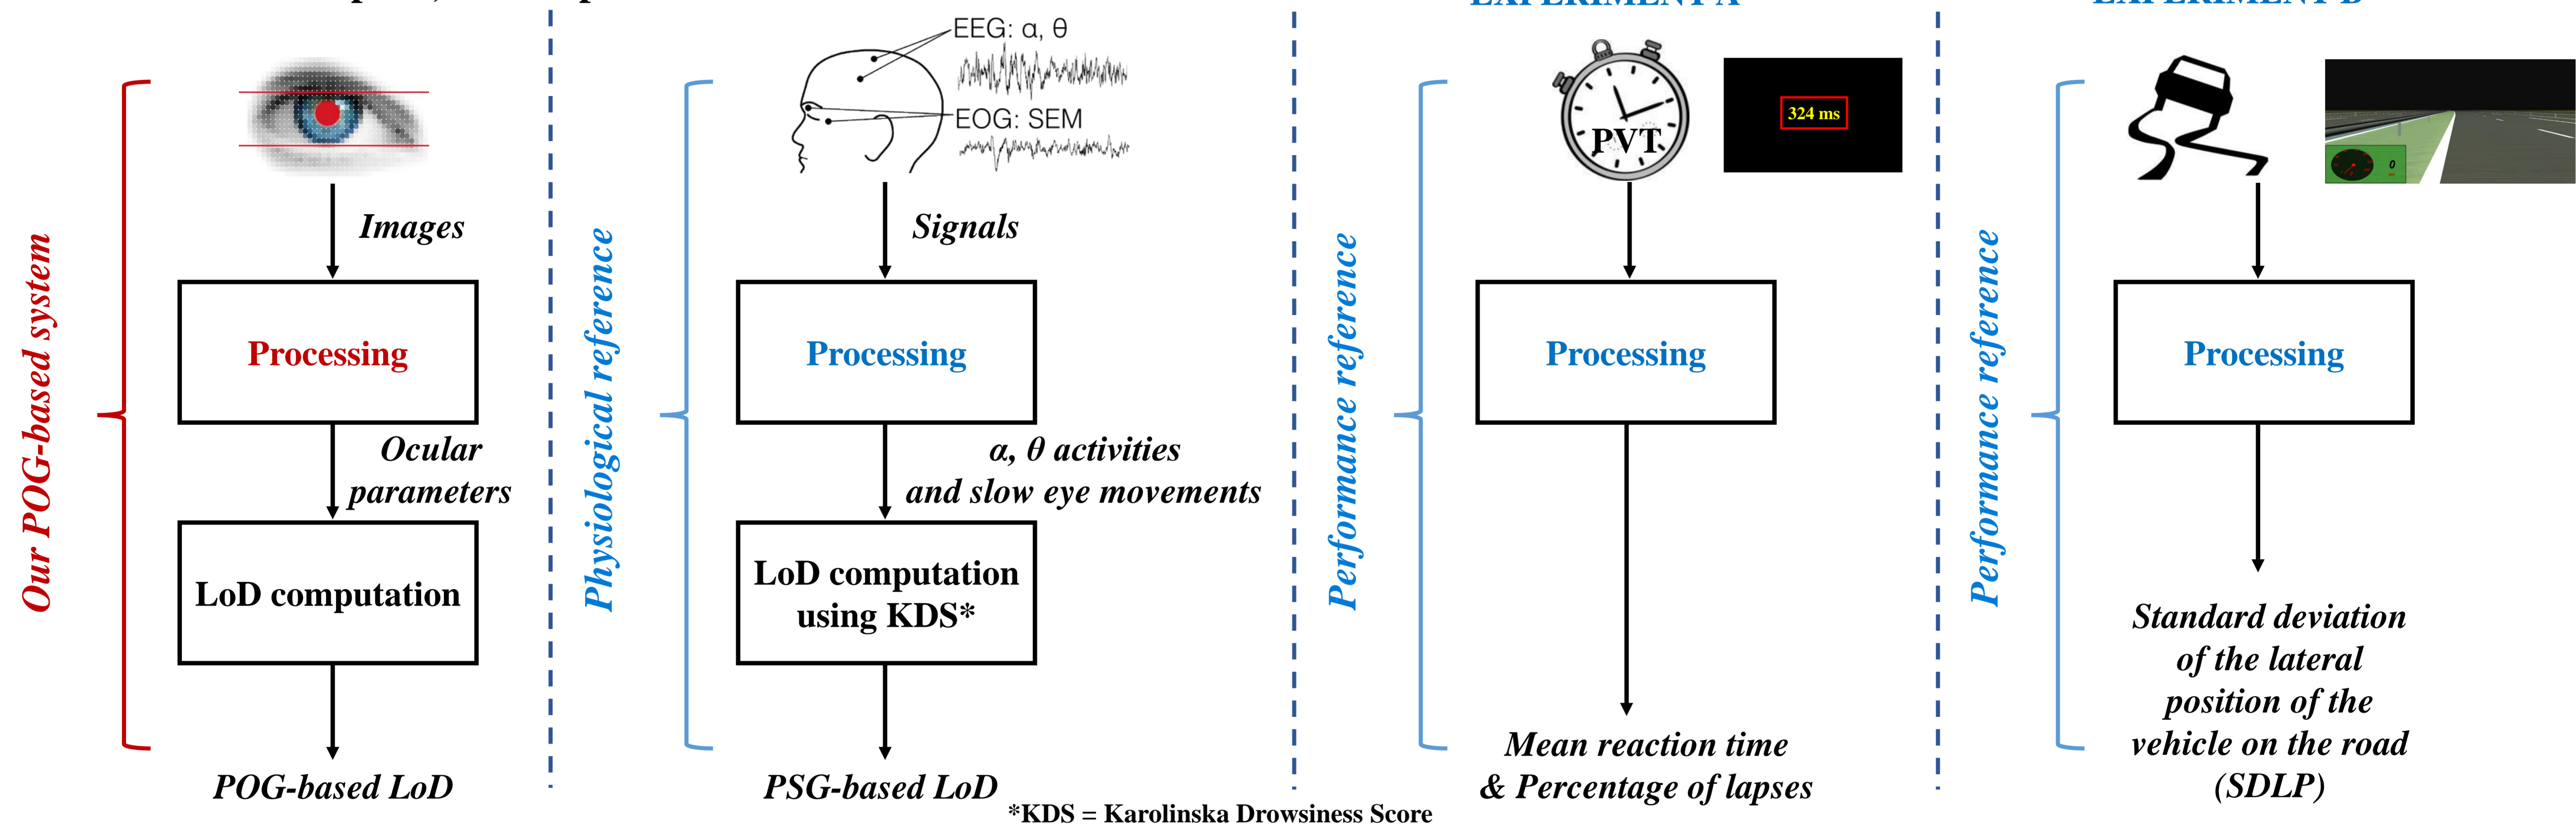 EXPERIMENT A
EEG: α, θ
EOG: SEM
PVT
324 ms
0
Our POG-based system
Images
Processing
Ocular
parameters
LoD computation
POG-based LoD
Physiological reference
Signals
Processing
α, θ activities
and slow eye movements
LoD computation
using KDS*
PSG-based LoD
Performance reference
Processing
Mean reaction time
& Percentage of lapses
Performance reference
Processing
Standard deviation
of the lateral
position of the
vehicle on the road
(SDLP)
*KDS = Karolinska Drowsiness Score